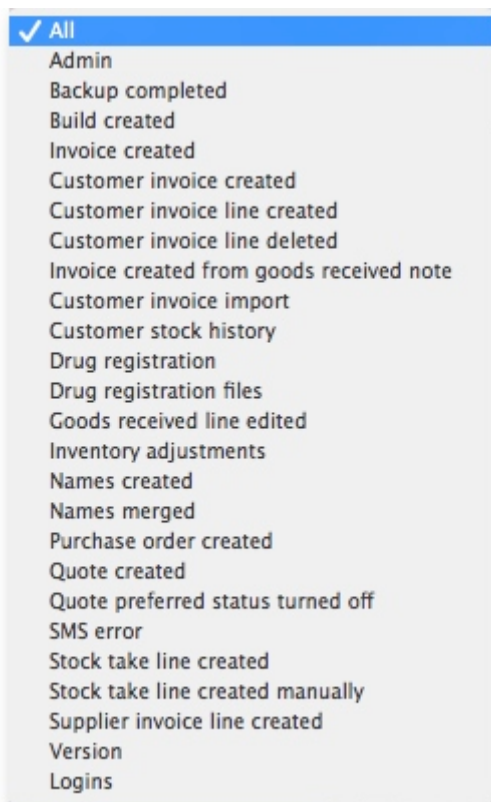 All
Admin
Backup completed
Build created
Invoice created
Customer invoice created
Customer invoice line created
Customer invoice line deleted
Invoice created from goods received note
Customer invoice import
Customer stock history
Drug registration
Drug registration files
Goods received line edited
Inventory adjustments
Names created
Names merged
Purchase order created
Quote created
Quote preferred status turned off
SMS error
Stock take line created
Stock take line created manually
Supplier invoice line created
Version
Logins